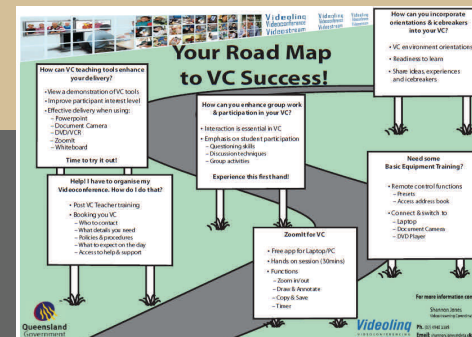 Videolinq
Videoconference
Videostream
Videolinq
Videoconference
Videostream
Your Road Map
to VC Success!
How can VC teaching tools enhance
your delivery?
• View a demonstration of VC tools
• Improve participant interest level
• Effective delivery when using:
– Powerpoint
– Document Camera
– DVD/VCR
– ZoomIt
– Whiteboard
Time to try it out!
How can you incorporate
orientations & icebreakers
into your VC?
• VC environment orientations
• Readiness to learn
• Share ideas, experiences
and icebreakers
How can you enhance group work
& participation in your VC?
• Interaction is essential in VC
• Emphasis on student participation
– Questioning skills
– Discussion techniques
– Group activities
Experience this first hand!
Help! I have to organise my
Videoconference. How do I do that?
• Post VC Teacher training
• Booking you VC
– Who to contact
– What details you need
– Policies & procedures
– What to expect on the day
– Access to help & support
Need some
Basic Equipment Training?
• Remote control functions
– Presets
– Access address book
• Connect & switch to
– Laptop
– Document Camera
– DVD Player
ZoomIt for VC
• Free app for Laptop/PC
• Hands on session (30mins)
• Functions
– Zoom in/out
– Draw & Annotate
– Copy & Save
– Timer
Queensland
Government
Videolinq
VIDEOCONFERENCING
For more information con
Shannon Jones
Ph.
Email